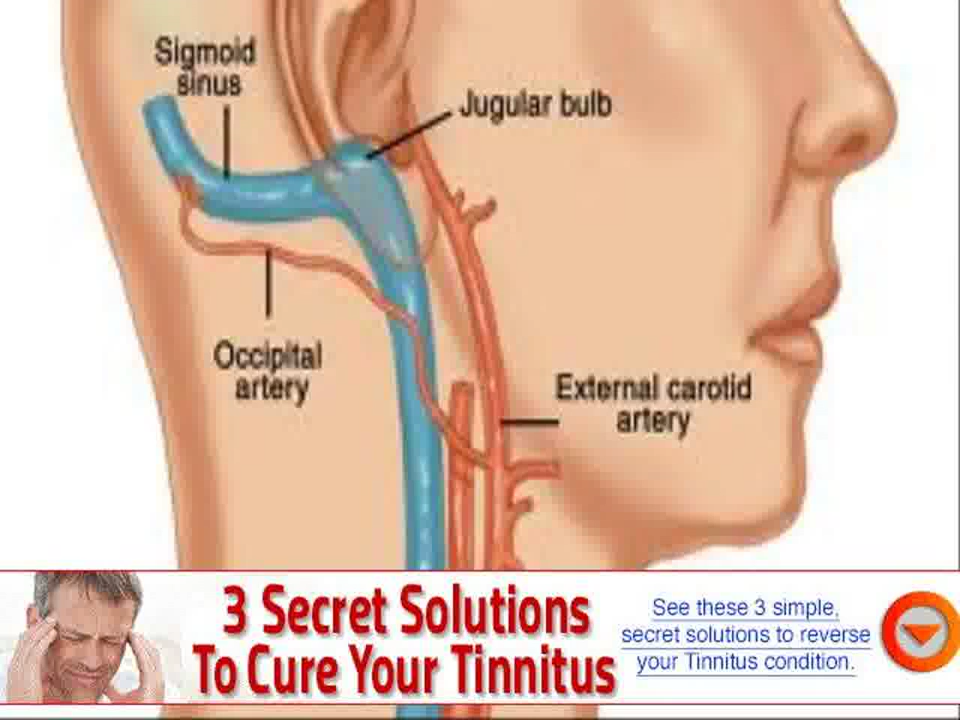 Sigmoid
sinus
Jugular bulb
Occipital
artery
External carotid
artery
3 Secret Solutions
To Cure Your Tinnitus
See these 3 simple,
secret solutions to reverse
your Tinnitus condition.